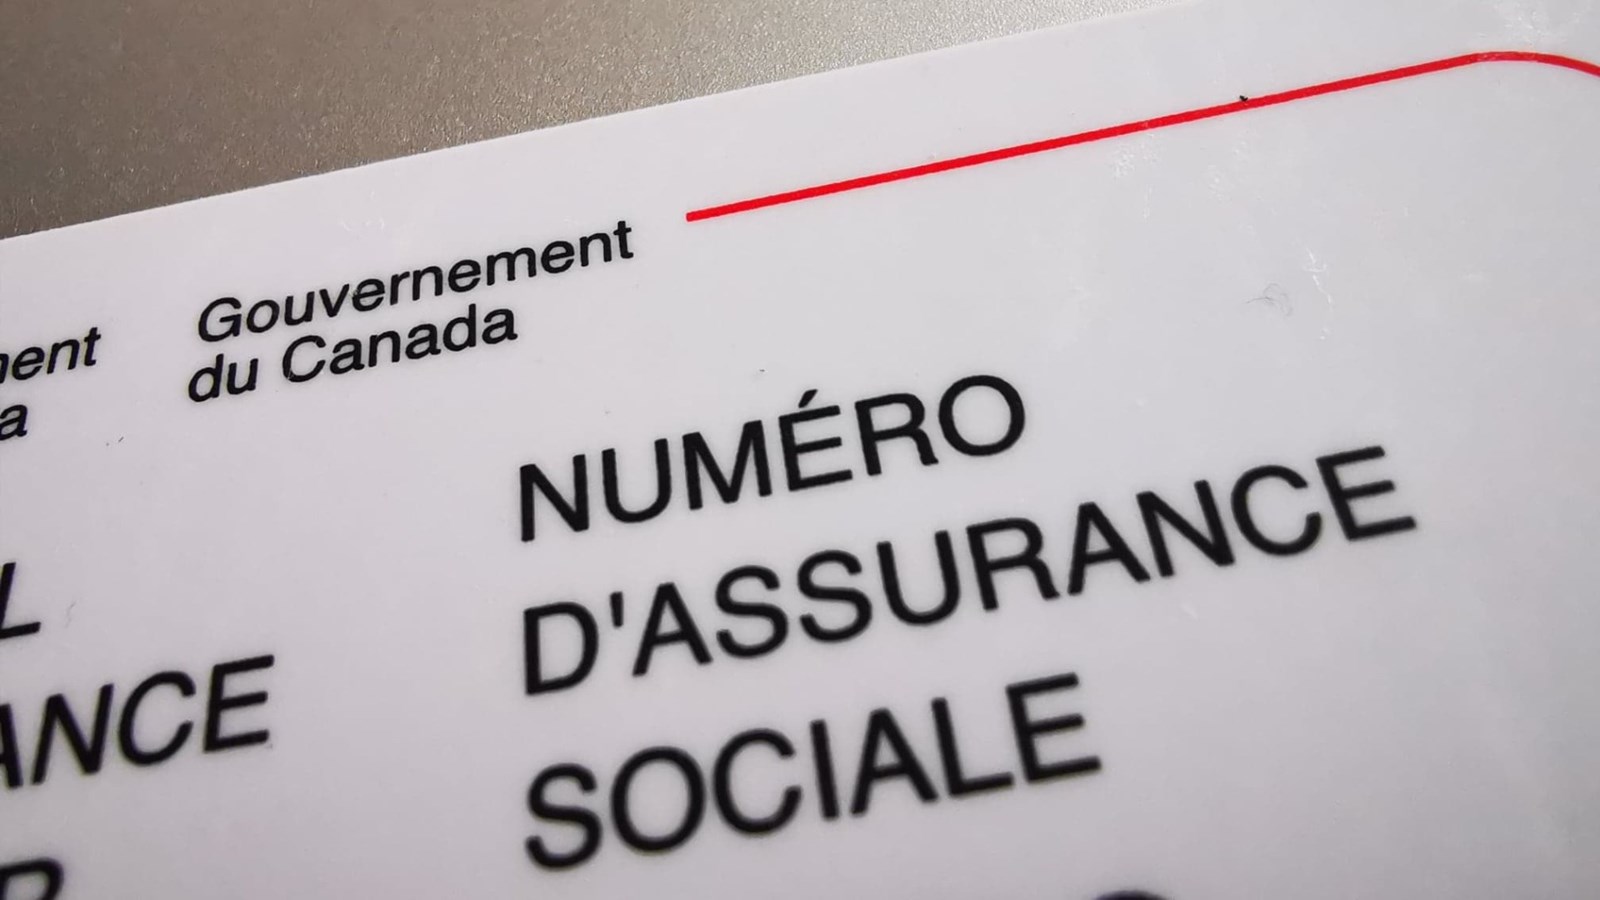 Gouvernement
du Canada
NUMÉRO
D'ASSURANCE
SOCIALE